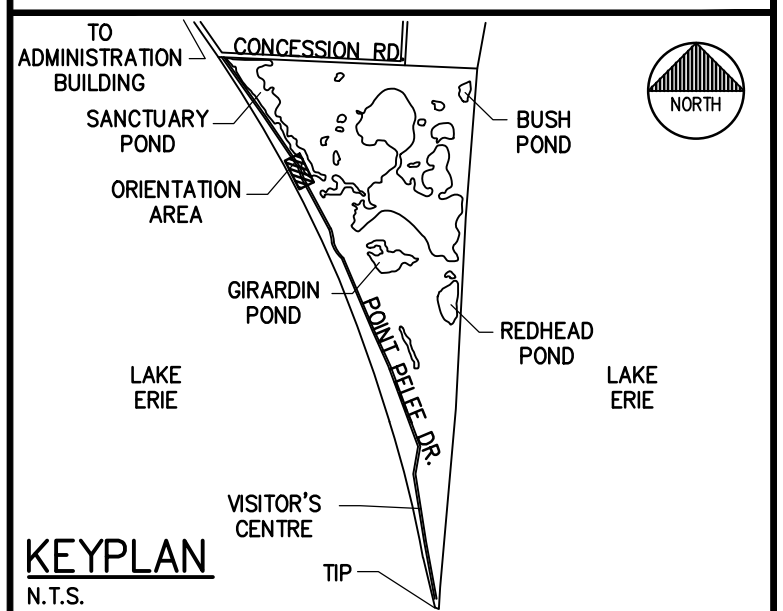 TO
ADMINISTRATION
BUILDING
CONCESSION RD.
NORTH
SANCTUARY
POND
BUSH
POND
ORIENTATION
AREA
GIRARDIN
POND
POINT PELEE DR.
REDHEAD
POND
LAKE
ERIE
LAKE
ERIE
VISITOR'S
CENTRE
TIP
KEYPLAN
N.T.S.